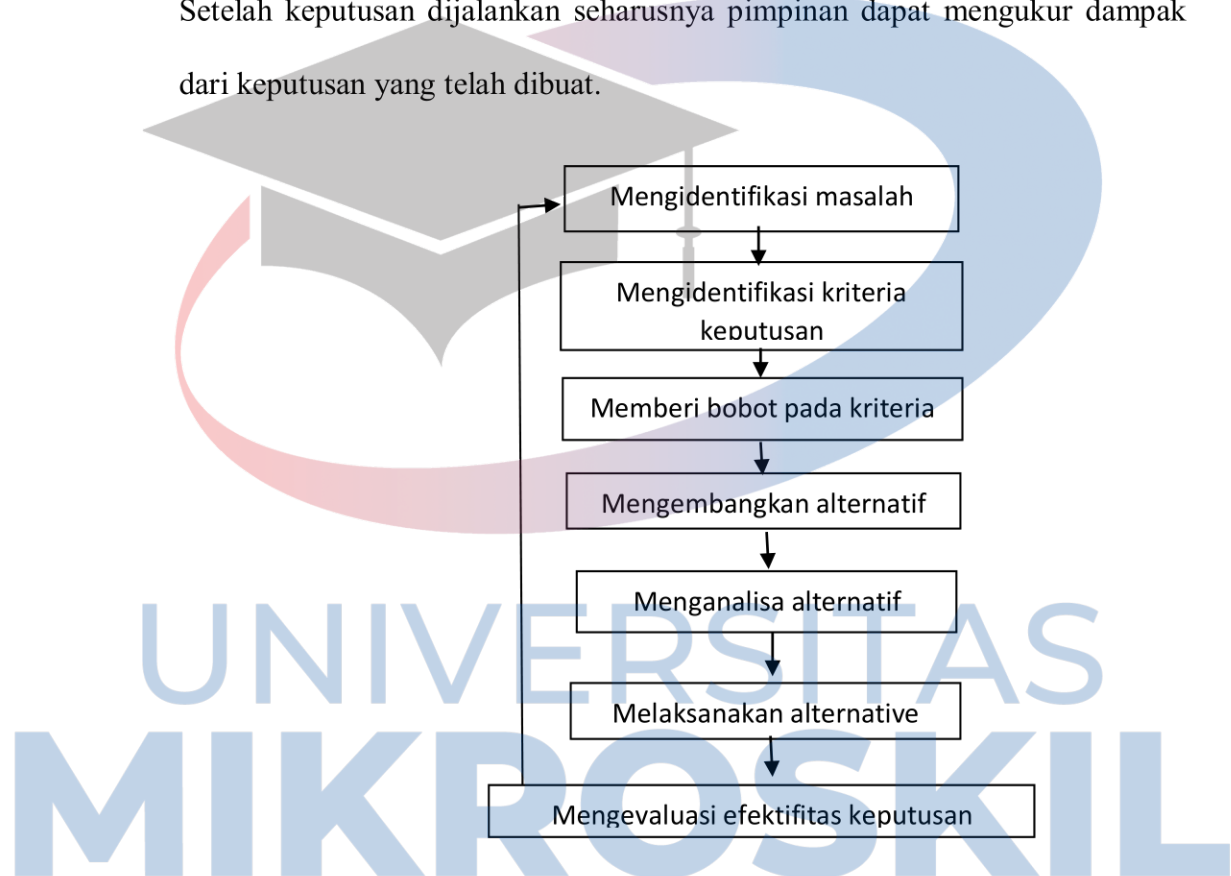 Setelah keputusan dijalankan seharusnya pimpinan dapat mengukur dampak
dari keputusan yang telah dibuat.
Mengidentifikasi masalah
Mengidentifikasi kriteria
keputusan
Memberi bobot pada kriteria
Mengembangkan alternatif
Menganalisa alternatif
Melaksanakan alternative
Mengevaluasi efektifitas keputusan
UNIVERSITAS
MIKROSKIL